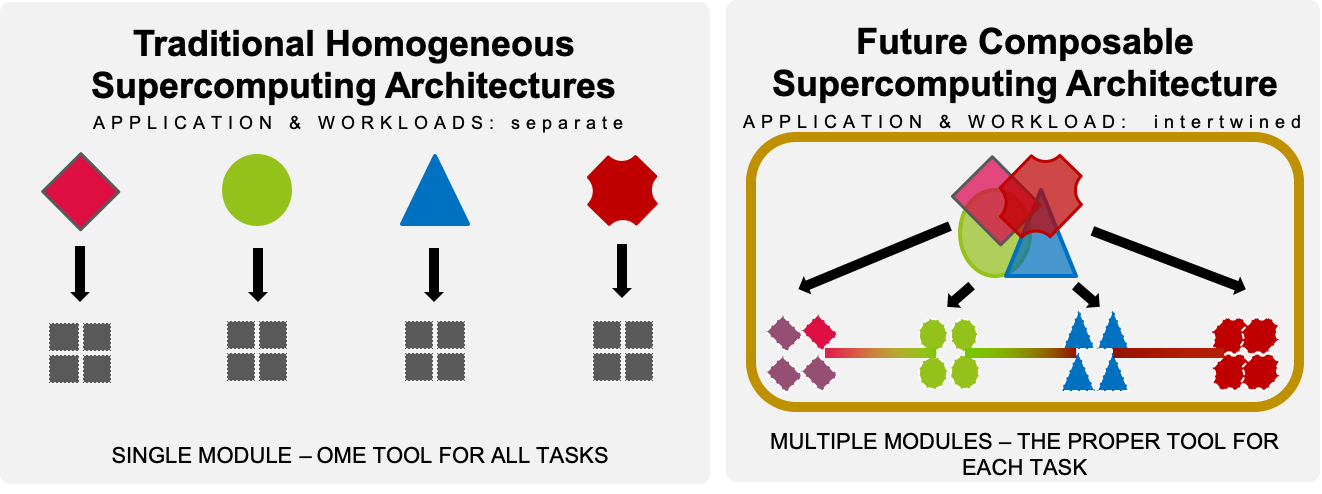 Traditional Homogeneous
Supercomputing Architectures
APPLICATION & WORKLOADS: separate
SINGLE MODULE – OME TOOL FOR ALL TASKS
Future Composable
Supercomputing Architecture
APPLICATION & WORKLOAD: intertwined
MULTIPLE MODULES – THE PROPER TOOL FOR
EACH TASK